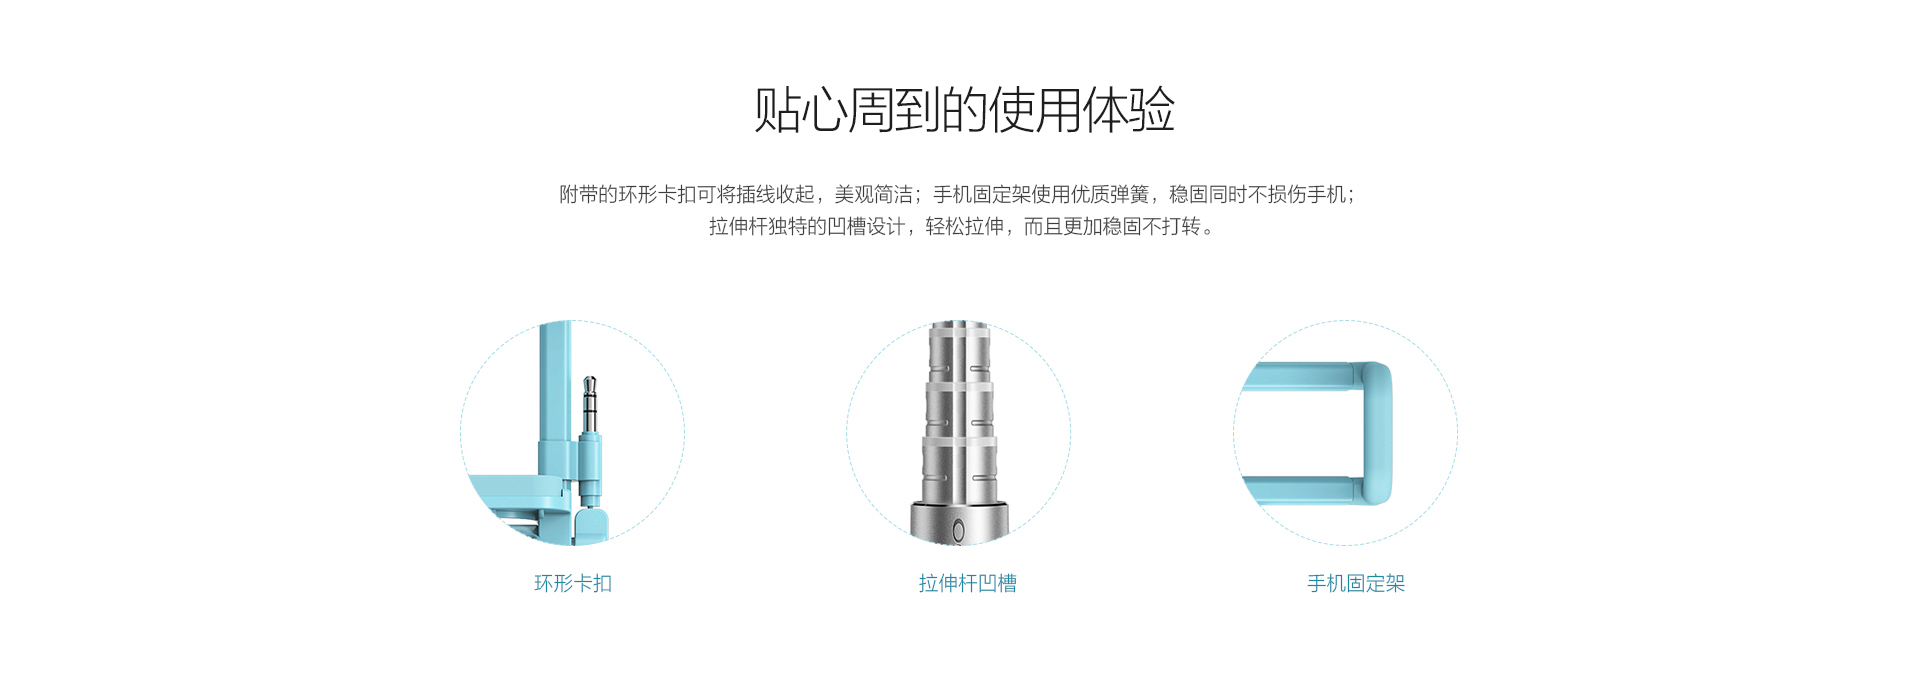 贴心周到的使用体验
附带的环形卡扣可将插线收起，美观简洁；手机固定架使用优质弹簧，稳固同时不损伤手机；
拉伸杆独特的凹槽设计，轻松拉伸，而且更加稳固不打转。
环形卡扣
拉伸杆凹槽
手机固定架